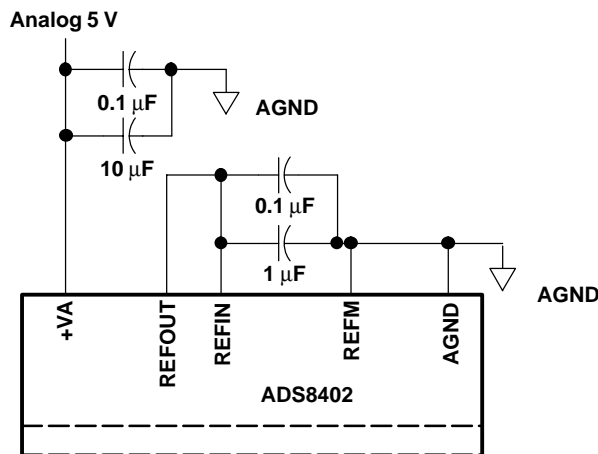 Analog 5 V
0.1 μF
AGND
10 μF
0.1 μF
1 μF
AGND
+VA
REFOUT
REFIN
REFM
AGND
ADS8402